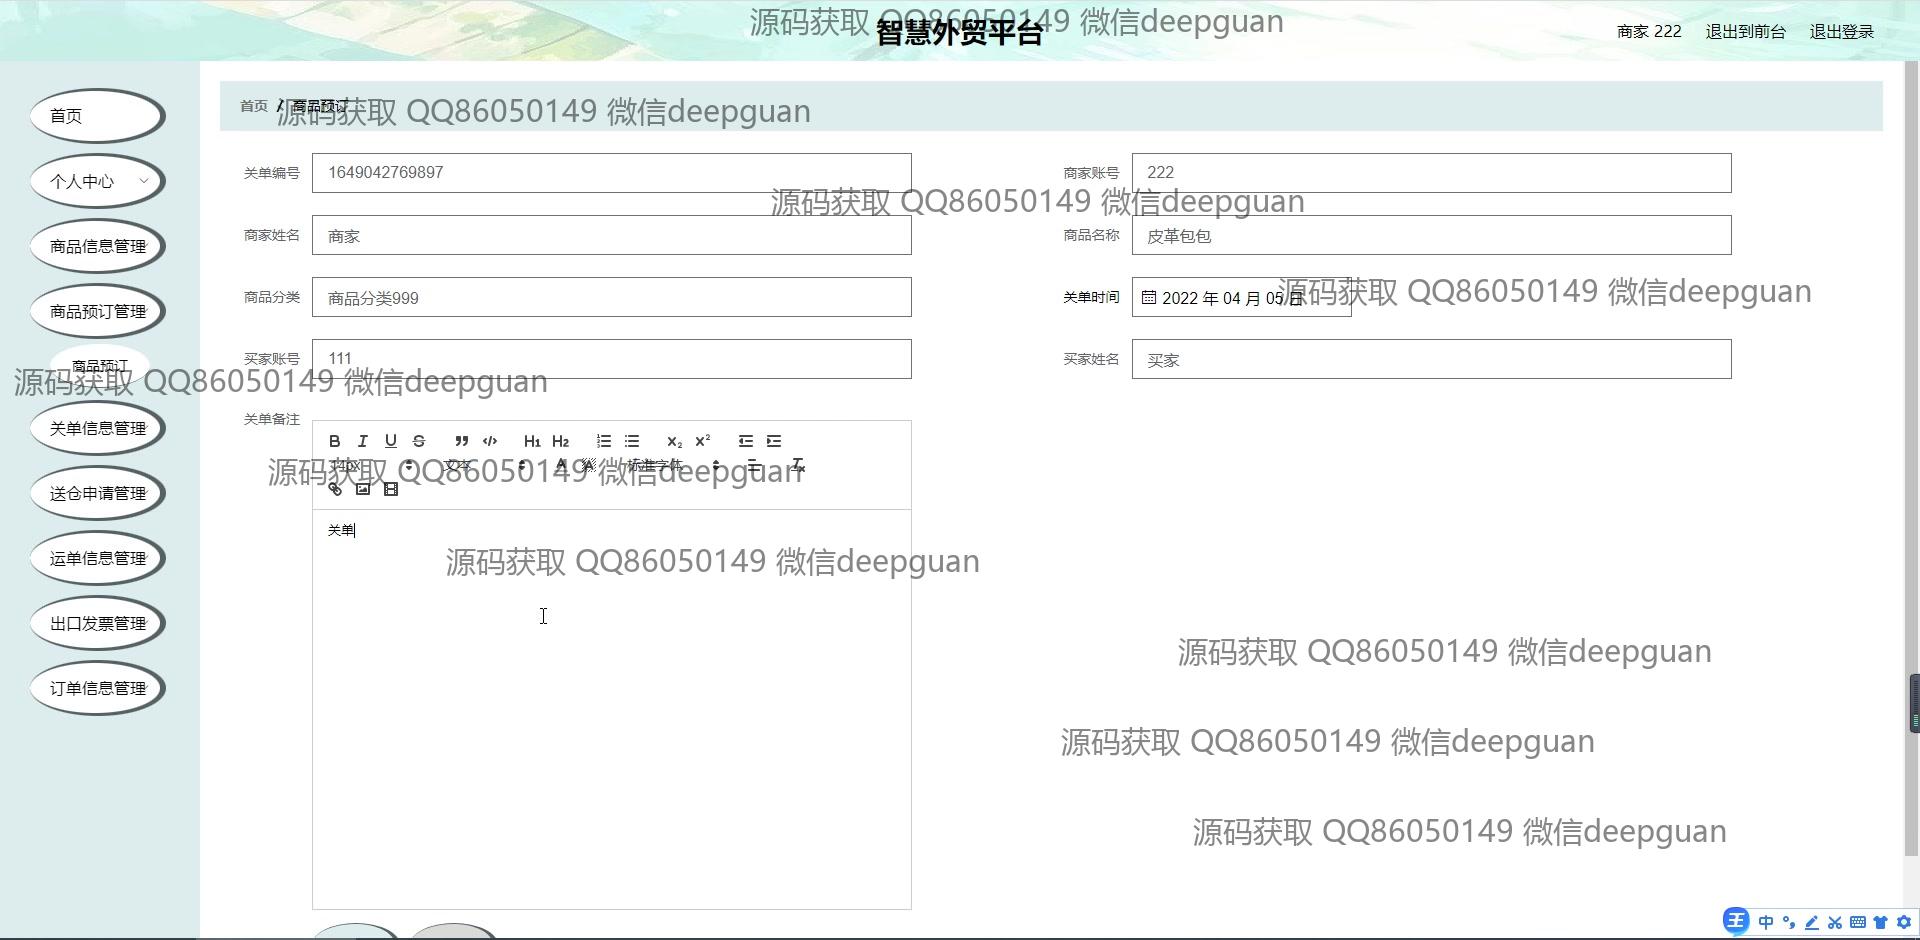 源码获取 QQ86050149 微信deepguan
智慧外贸平台
商家 222 退出到前台 退出登录
首页 / 商品预订
源码获取 QQ86050149 微信deepguan
首页
个人中心
商品信息管理
商品预订管理
商品预订
关单信息管理
送仓申请管理
运单信息管理
出口发票管理
订单信息管理
关单编号 1649042769897
商家账号 222
源码获取 QQ86050149 微信deepguan
商家姓名 商家
商品名称 皮革包包
商品分类 商品分类999
关单时间 2022 年 04 月 05 日
源码获取 QQ86050149 微信deepguan
买家账号 111
买家姓名 买家
源码获取 QQ86050149 微信deepguan
关单备注
B I U S ” </> H1 H2 X2 X²
14px 文本 A A 标准字体
源码获取 QQ86050149 微信deepguan
关单
源码获取 QQ86050149 微信deepguan
源码获取 QQ86050149 微信deepguan
源码获取 QQ86050149 微信deepguan
源码获取 QQ86050149 微信deepguan
王 中